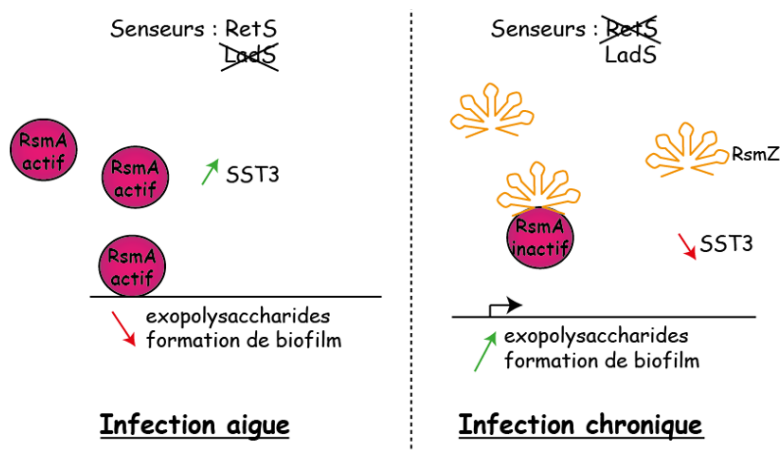 Senseurs : RetS
LadS
RsmA
actif
RsmA
actif
SST3
RsmA
actif
exopolysaccharides
formation de biofilm
Infection aigue
Senseurs : RetS
LadS
RsmZ
RsmA
inactif
SST3
exopolysaccharides
formation de biofilm
Infection chronique